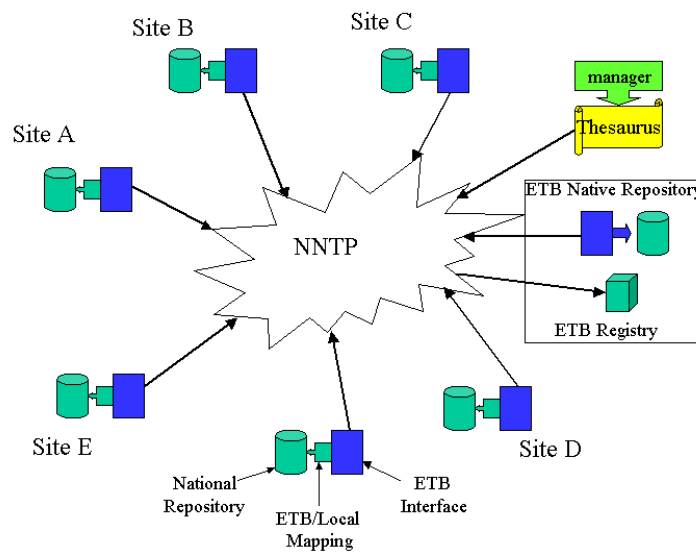 Site B
Site C
manager
Thesaurus
Site A
ETB Native Repository
NNTP
ETB Registry
Site E
Site D
National
Repository
ETB/Local
Mapping
ETB
Interface